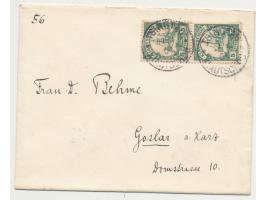 56
Frau D. Behme
Goslar a Harz
Domstrasse 10.